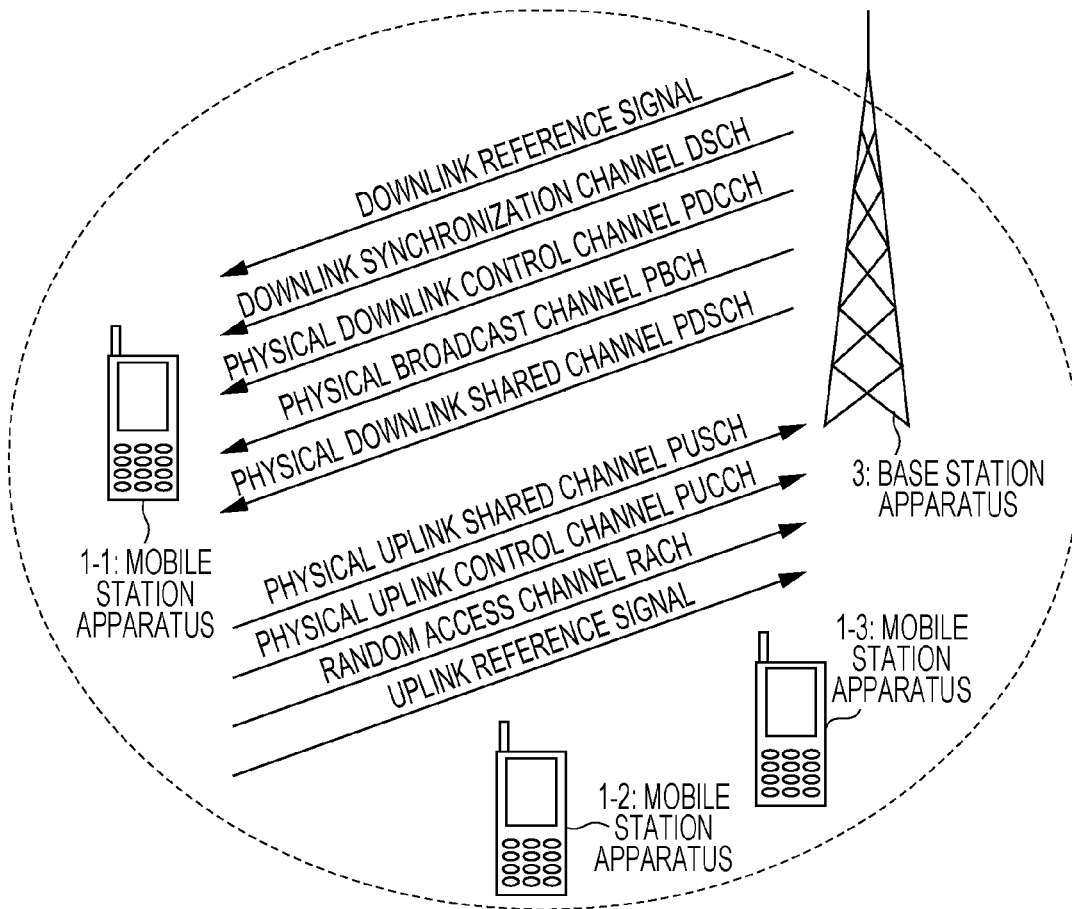 DOWNLINK REFERENCE SIGNAL
DOWNLINK SYNCHRONIZATION CHANNEL DSCH
PHYSICAL DOWNLINK CONTROL CHANNEL PDCCH
PHYSICAL BROADCAST CHANNEL PBCH
PHYSICAL DOWNLINK SHARED CHANNEL PDSCH
PHYSICAL UPLINK SHARED CHANNEL PUSCH
PHYSICAL UPLINK CONTROL CHANNEL PUCCH
RANDOM ACCESS CHANNEL RACH
UPLINK REFERENCE SIGNAL
3: BASE STATION
APPARATUS
1-1: MOBILE
STATION
APPARATUS
1-3: MOBILE
STATION
APPARATUS
1-2: MOBILE
STATION
APPARATUS